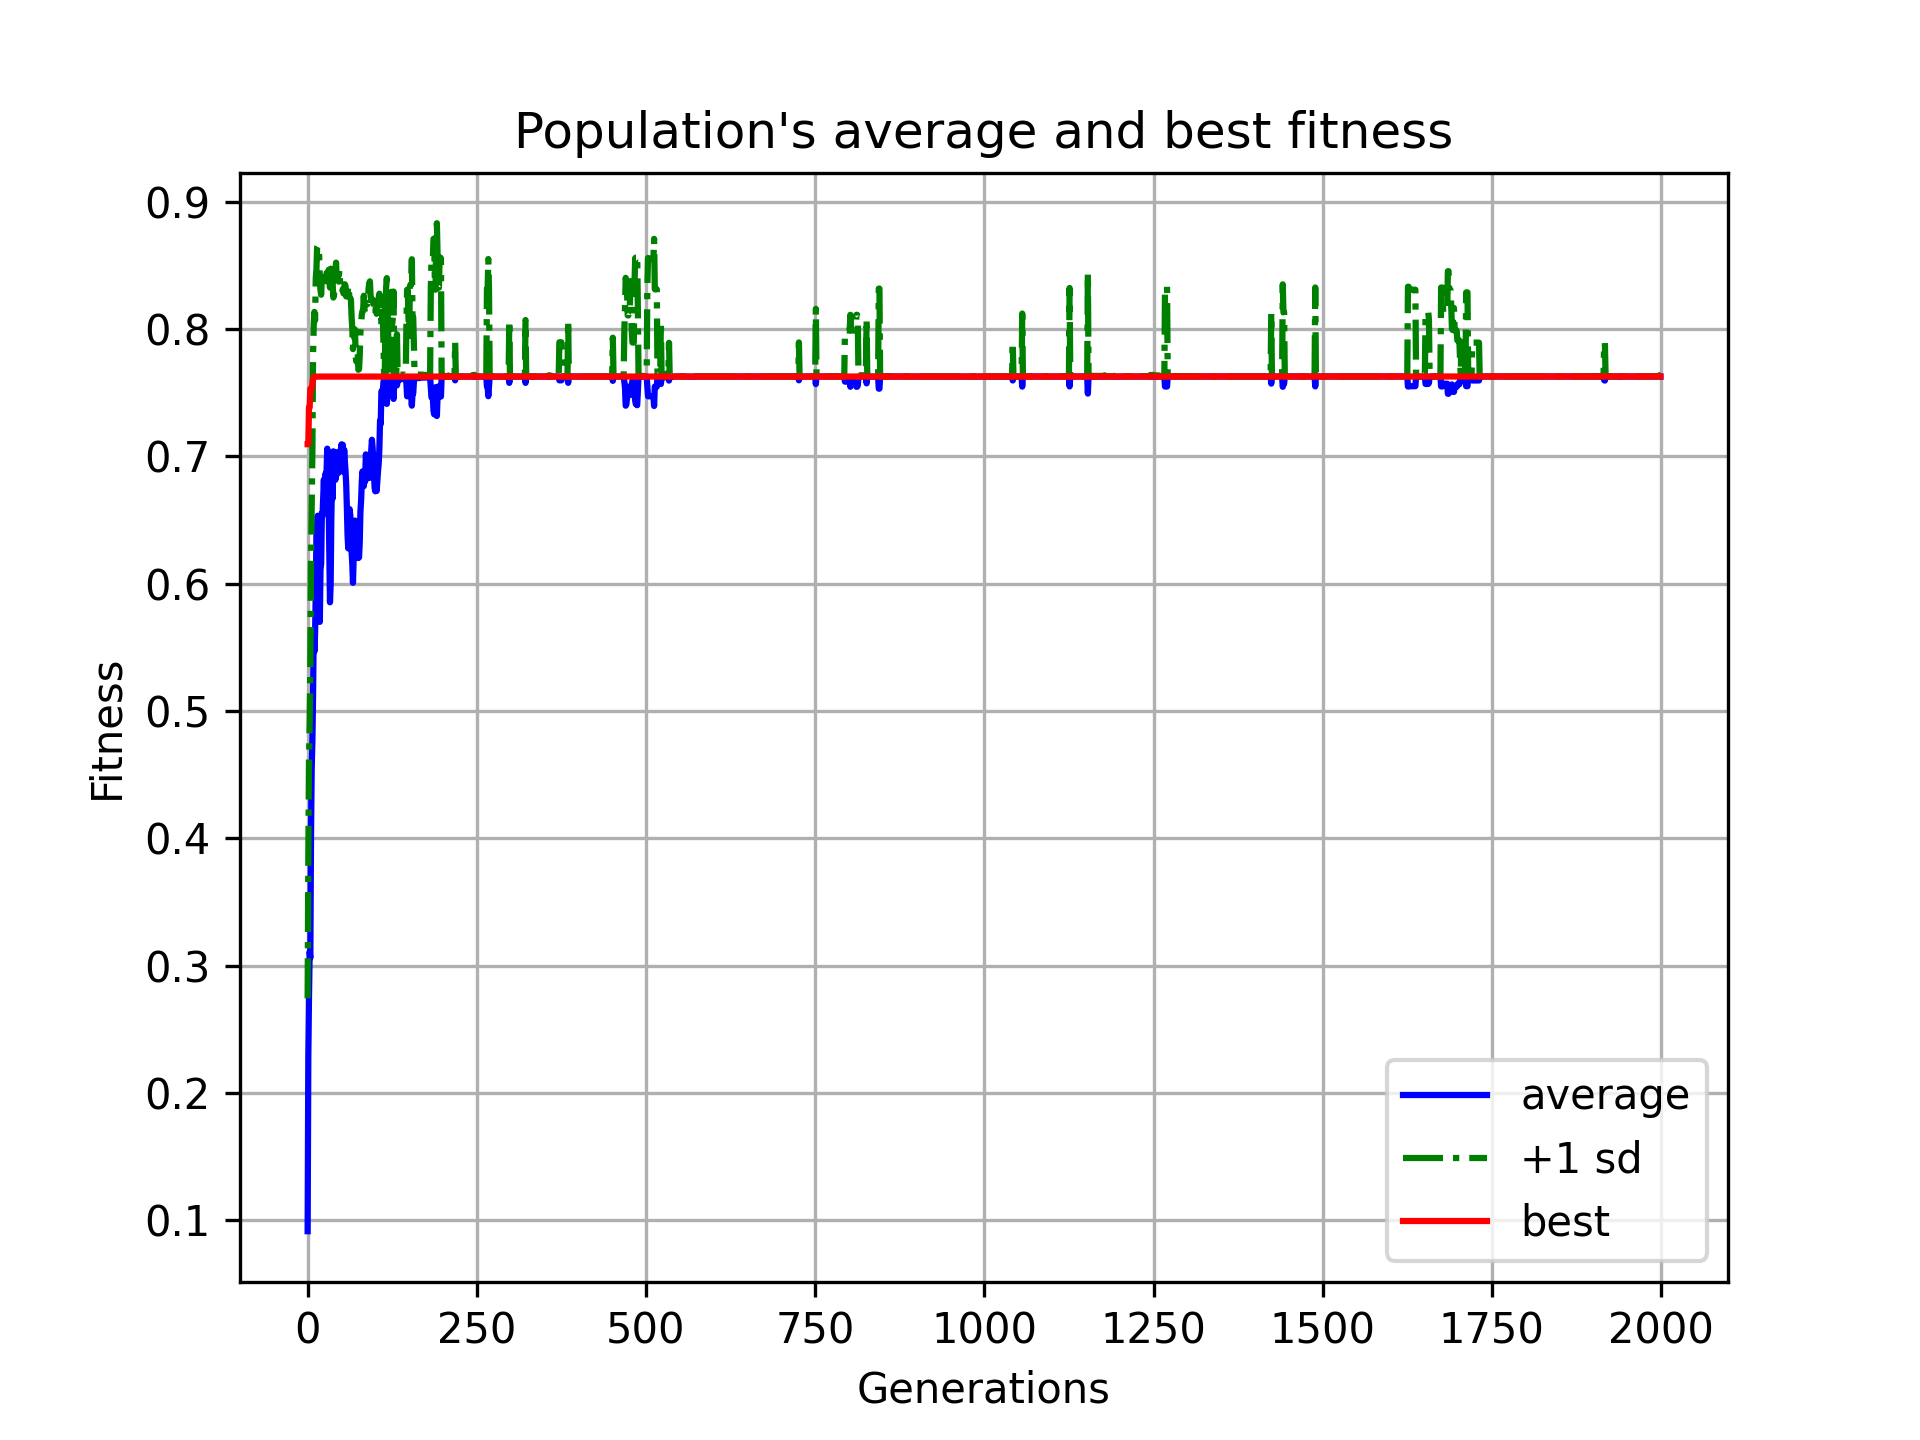 Population's average and best fitness
0.9
0.8
0.7
0.6
0.5
0.4
0.3
0.2
0.1
Fitness
average
+1 sd
best
0 250 500 750 1000 1250 1500 1750 2000
Generations